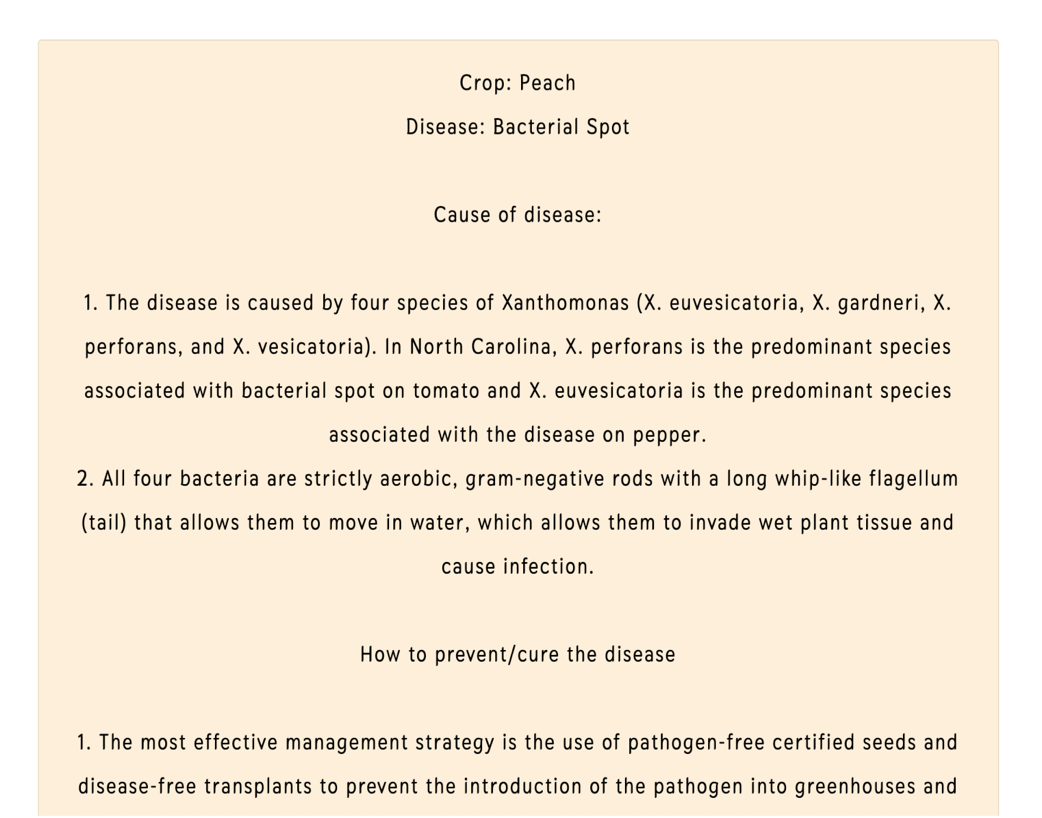 Crop: Peach
Disease: Bacterial Spot
Cause of disease:
1. The disease is caused by four species of Xanthomonas (X. euvesicatoria, X. gardneri, X.
perforans, and X. vesicatoria). In North Carolina, X. perforans is the predominant species
associated with bacterial spot on tomato and X. euvesicatoria is the predominant species
associated with the disease on pepper.
2. All four bacteria are strictly aerobic, gram-negative rods with a long whip-like flagellum
(tail) that allows them to move in water, which allows them to invade wet plant tissue and
cause infection.
How to prevent/cure the disease
1. The most effective management strategy is the use of pathogen-free certified seeds and
disease-free transplants to prevent the introduction of the pathogen into greenhouses and